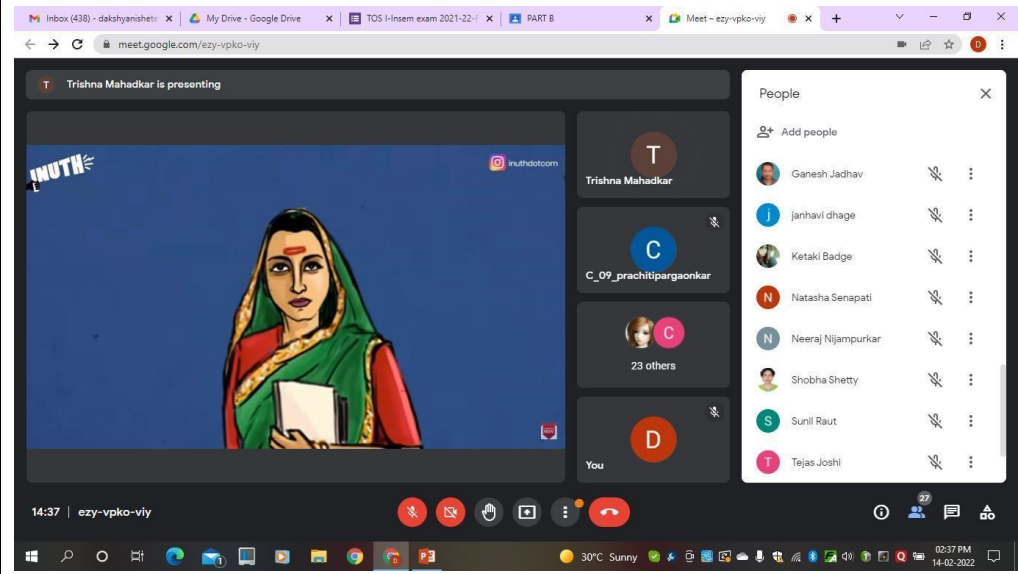 Inbox (438) - dakshyanishete
My Drive - Google Drive
TOS I-Insem exam 2021-22-
PART B
Meet – ezy-vpko-viy
meet.google.com/ezy-vpko-viy
D
T Trishna Mahadkar is presenting
INUTH
inuthdotcom
T
Trishna Mahadkar
C
C_09_prachitipargaonkar
C
23 others
D
You
People
Add people
Ganesh Jadhav
j janhavi dhage
Ketaki Badge
N Natasha Senapati
N Neeraj Nijampurkar
Shobha Shetty
S Sunil Raut
T Tejas Joshi
14:37 | ezy-vpko-viy
27
30°C Sunny
02:37 PM
14-02-2022